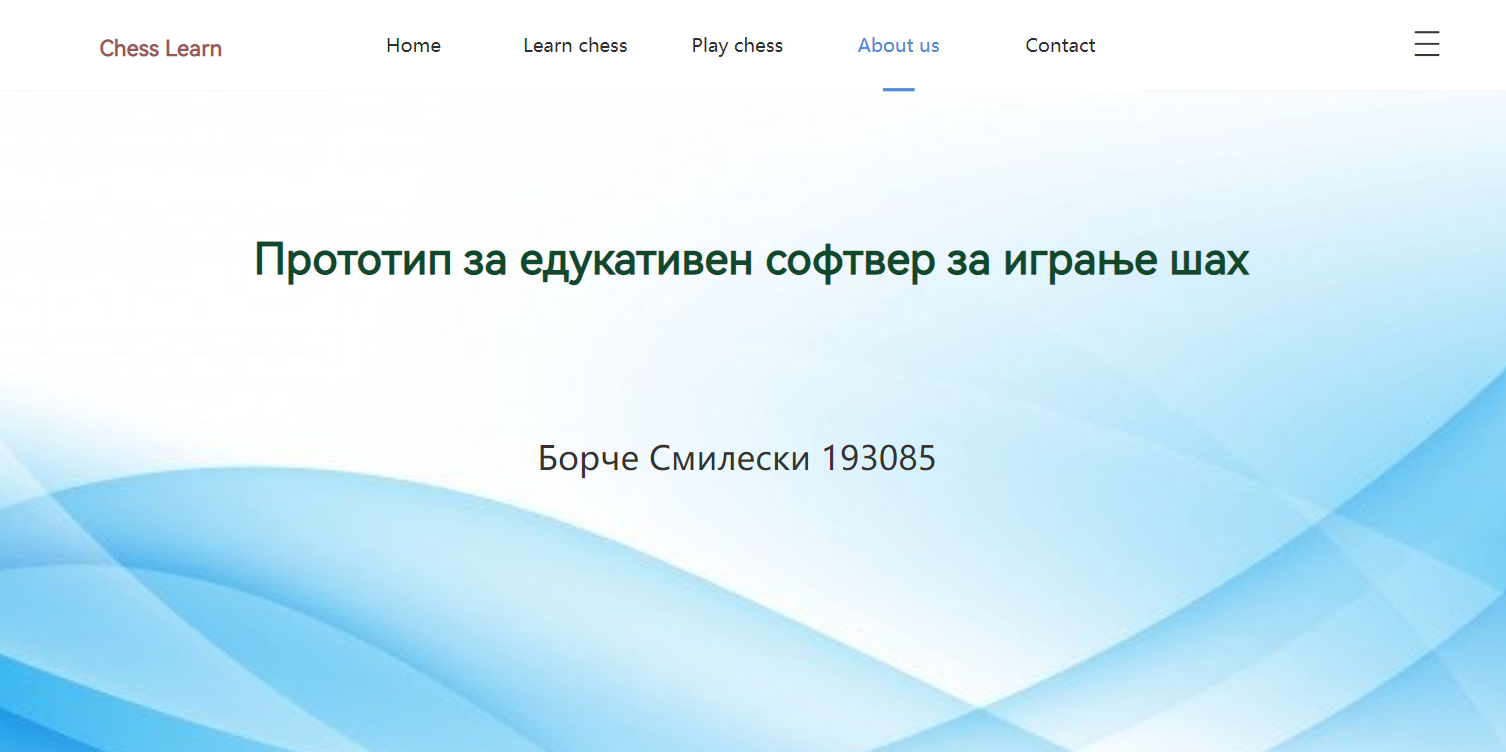 Chess Learn
Home Learn chess Play chess About us Contact
Прототип за едукативен софтвер за играње шах
Борче Смилески 193085